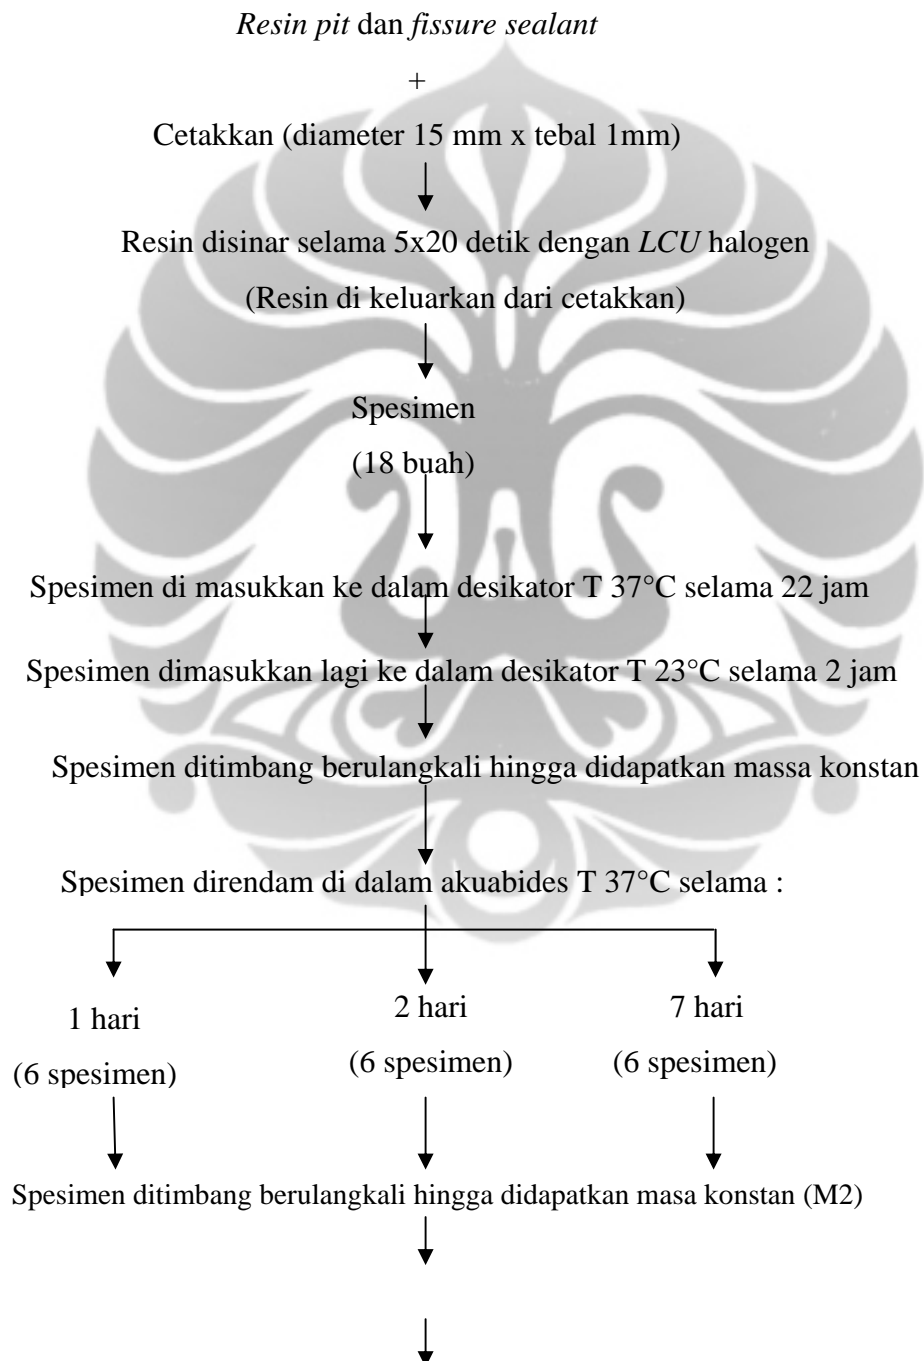 Resin pit dan fissure sealant
+
Cetakkan (diameter 15 mm x tebal 1mm)
Resin disinar selama 5x20 detik dengan LCU halogen
(Resin di keluarkan dari cetakkan)
Spesimen
(18 buah)
Spesimen di masukkan ke dalam desikator T 37°C selama 22 jam
Spesimen dimasukkan lagi ke dalam desikator T 23°C selama 2 jam
Spesimen ditimbang berulangkali hingga didapatkan massa konstan
Spesimen direndam di dalam akuabides T 37°C selama :
1 hari
(6 spesimen)
2 hari
(6 spesimen)
7 hari
(6 spesimen)
Spesimen ditimbang berulangkali hingga didapatkan masa konstan (M2)